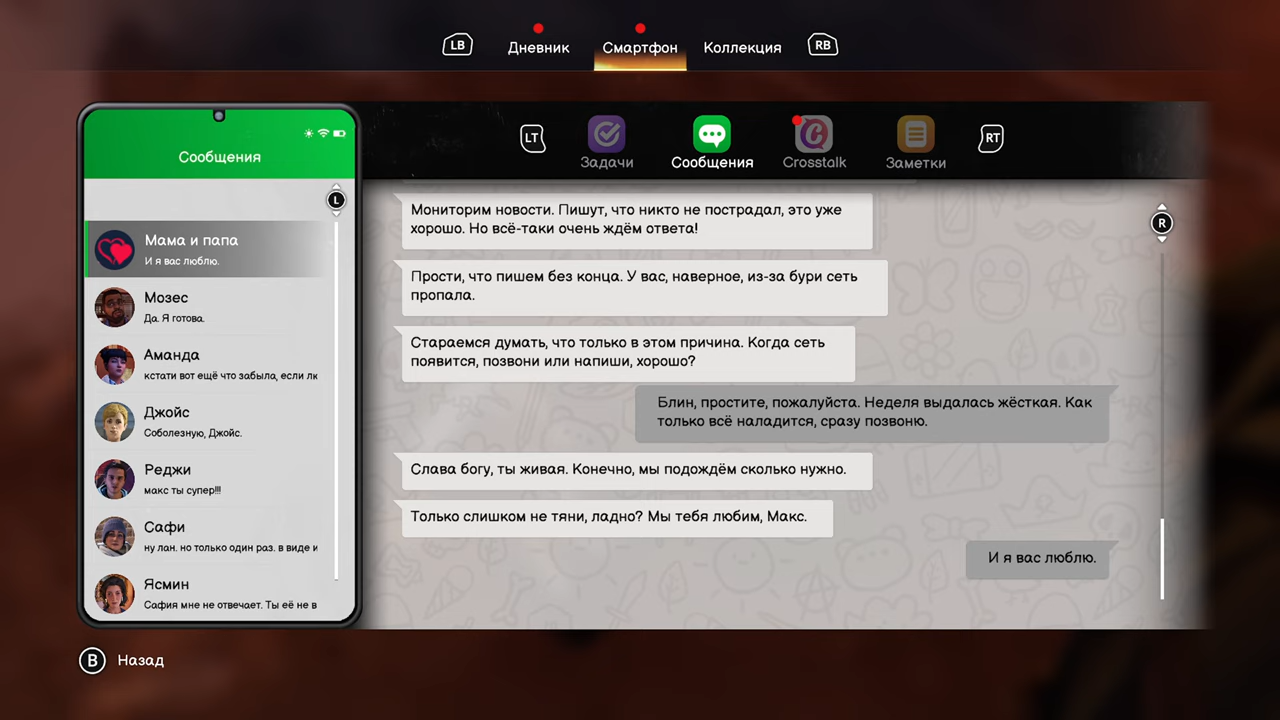 LB
Дневник
Смартфон
Коллекция
RB
Сообщения
L
Мама и папа
И я вас люблю.
Мозес
Да. Я готова.
Аманда
кстати вот ещё что забыла, если лк
Джойс
Соболезную, Джойс.
Реджи
макс ты супер!!!
Сафи
ну лан. но только один раз. в виде и
Ясмин
Сафия мне не отвечает. Ты её не в
LT
Задачи
Сообщения
Crosstalk
Заметки
RT
R
Мониторим новости. Пишут, что никто не пострадал, это уже
хорошо. Но всё-таки очень ждём ответа!
Прости, что пишем без конца. У вас, наверное, из-за бури сеть
пропала.
Стараемся думать, что только в этом причина. Когда сеть
появится, позвони или напиши, хорошо?
Блин, простите, пожалуйста. Неделя выдалась жёсткая. Как
только всё наладится, сразу позвоню.
Слава богу, ты живая. Конечно, мы подождём сколько нужно.
Только слишком не тяни, ладно? Мы тебя любим, Макс.
И я вас люблю.
B
Назад